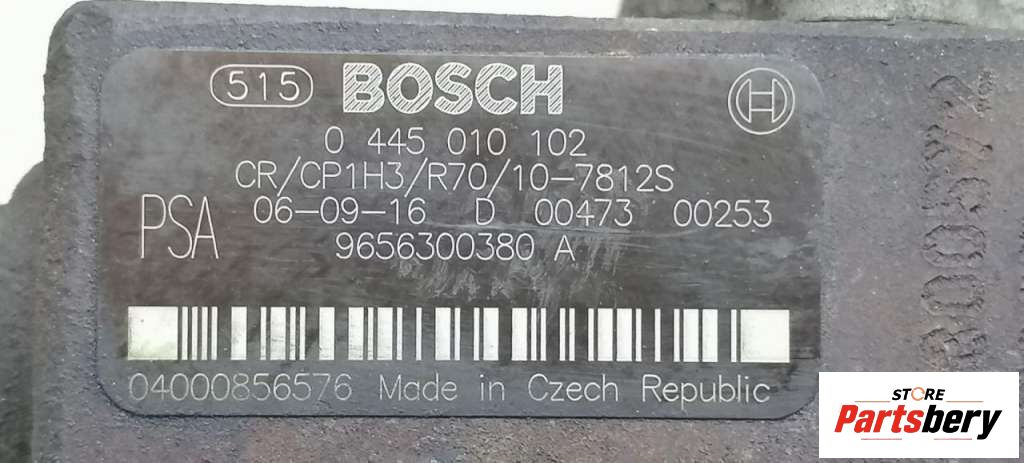 515 BOSCH
0 445 010 102
CR/CP1H3/R70/10-7812S
PSA 06-09-16 D 00473 00253
9656300380 A
04000856576 Made in Czech Republic
STORE
Partsbery